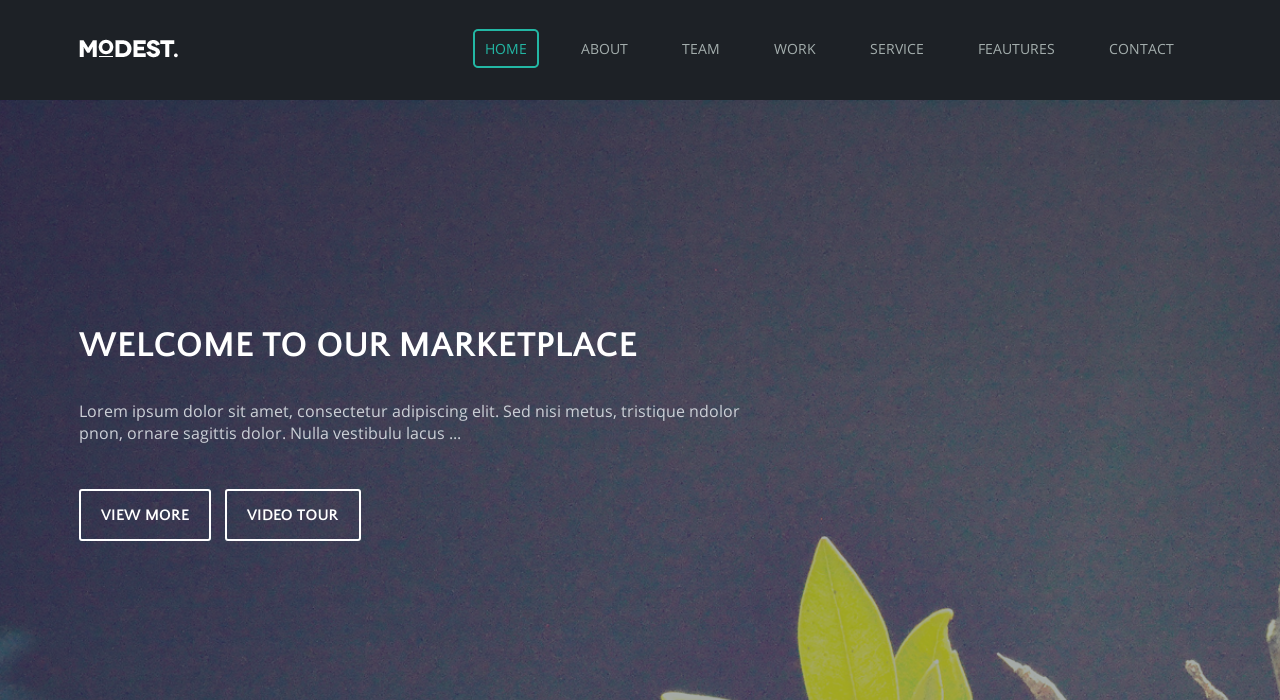 MODEST.
HOME ABOUT TEAM WORK SERVICE FEAUTURES CONTACT
WELCOME TO OUR MARKETPLACE
Lorem ipsum dolor sit amet, consectetur adipiscing elit. Sed nisi metus, tristique ndolor
pnon, ornare sagittis dolor. Nulla vestibulu lacus ...
VIEW MORE VIDEO TOUR